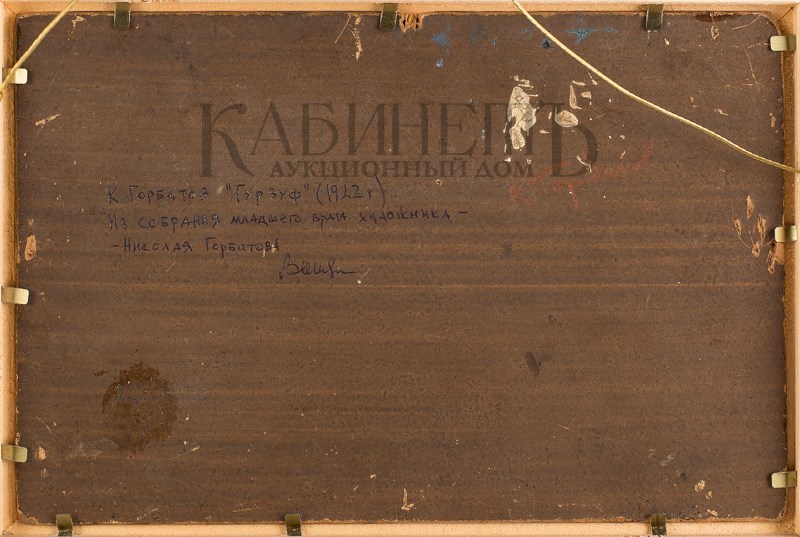 КАБИНЕТЪ
АУКЦИОННЫЙ ДОМ
К. Горбатов "Гурзуф" (1922 г)
Из собрания младшего брата художника -
- Николая Горбатова